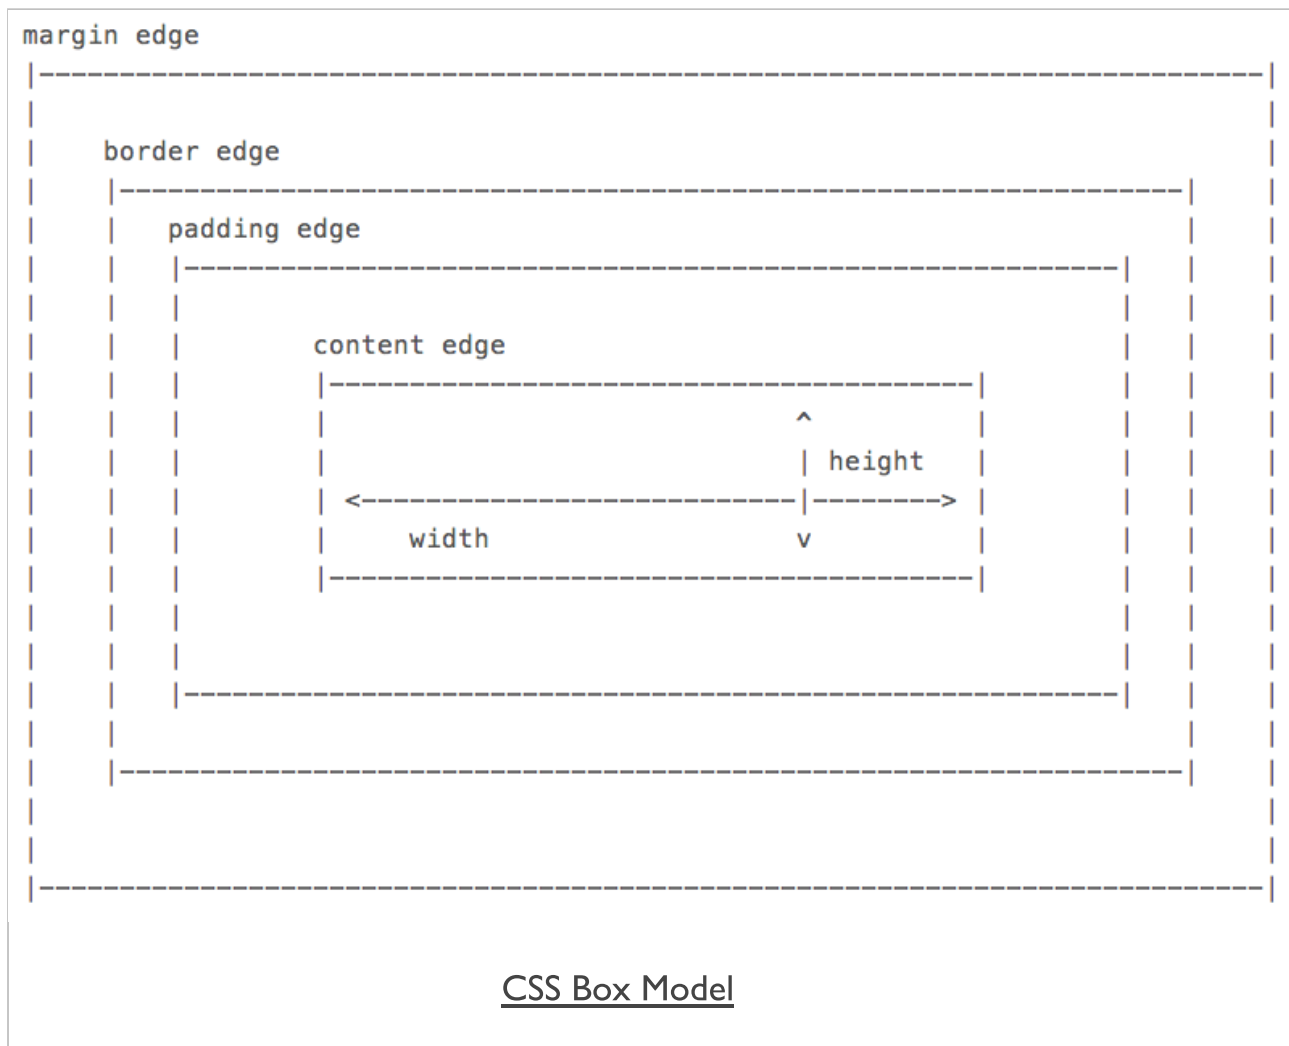 margin edge
border edge
padding edge
content edge
height
width
CSS Box Model